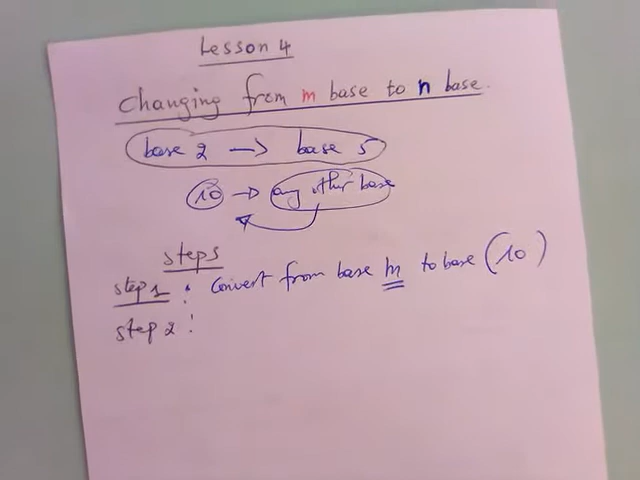 Lesson 4
Changing from m base to n base.
base 2 → base 5
10 → any other base
steps
step 1 : Convert from base m to base (10)
step 2 :